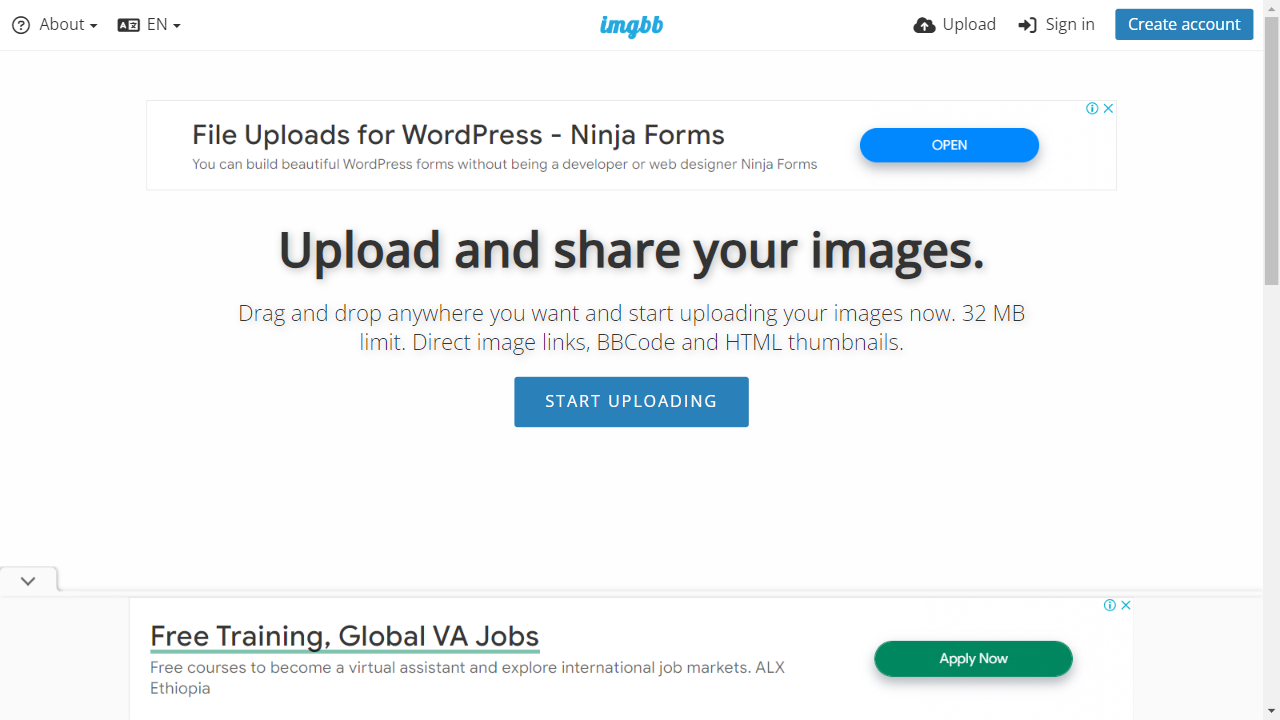 About
EN
imgbb
Upload
Sign in
Create account
File Uploads for WordPress - Ninja Forms
You can build beautiful WordPress forms without being a developer or web designer Ninja Forms
OPEN
Upload and share your images.
Drag and drop anywhere you want and start uploading your images now. 32 MB
limit. Direct image links, BBCode and HTML thumbnails.
START UPLOADING
Free Training, Global VA Jobs
Free courses to become a virtual assistant and explore international job markets. ALX
Ethiopia
Apply Now